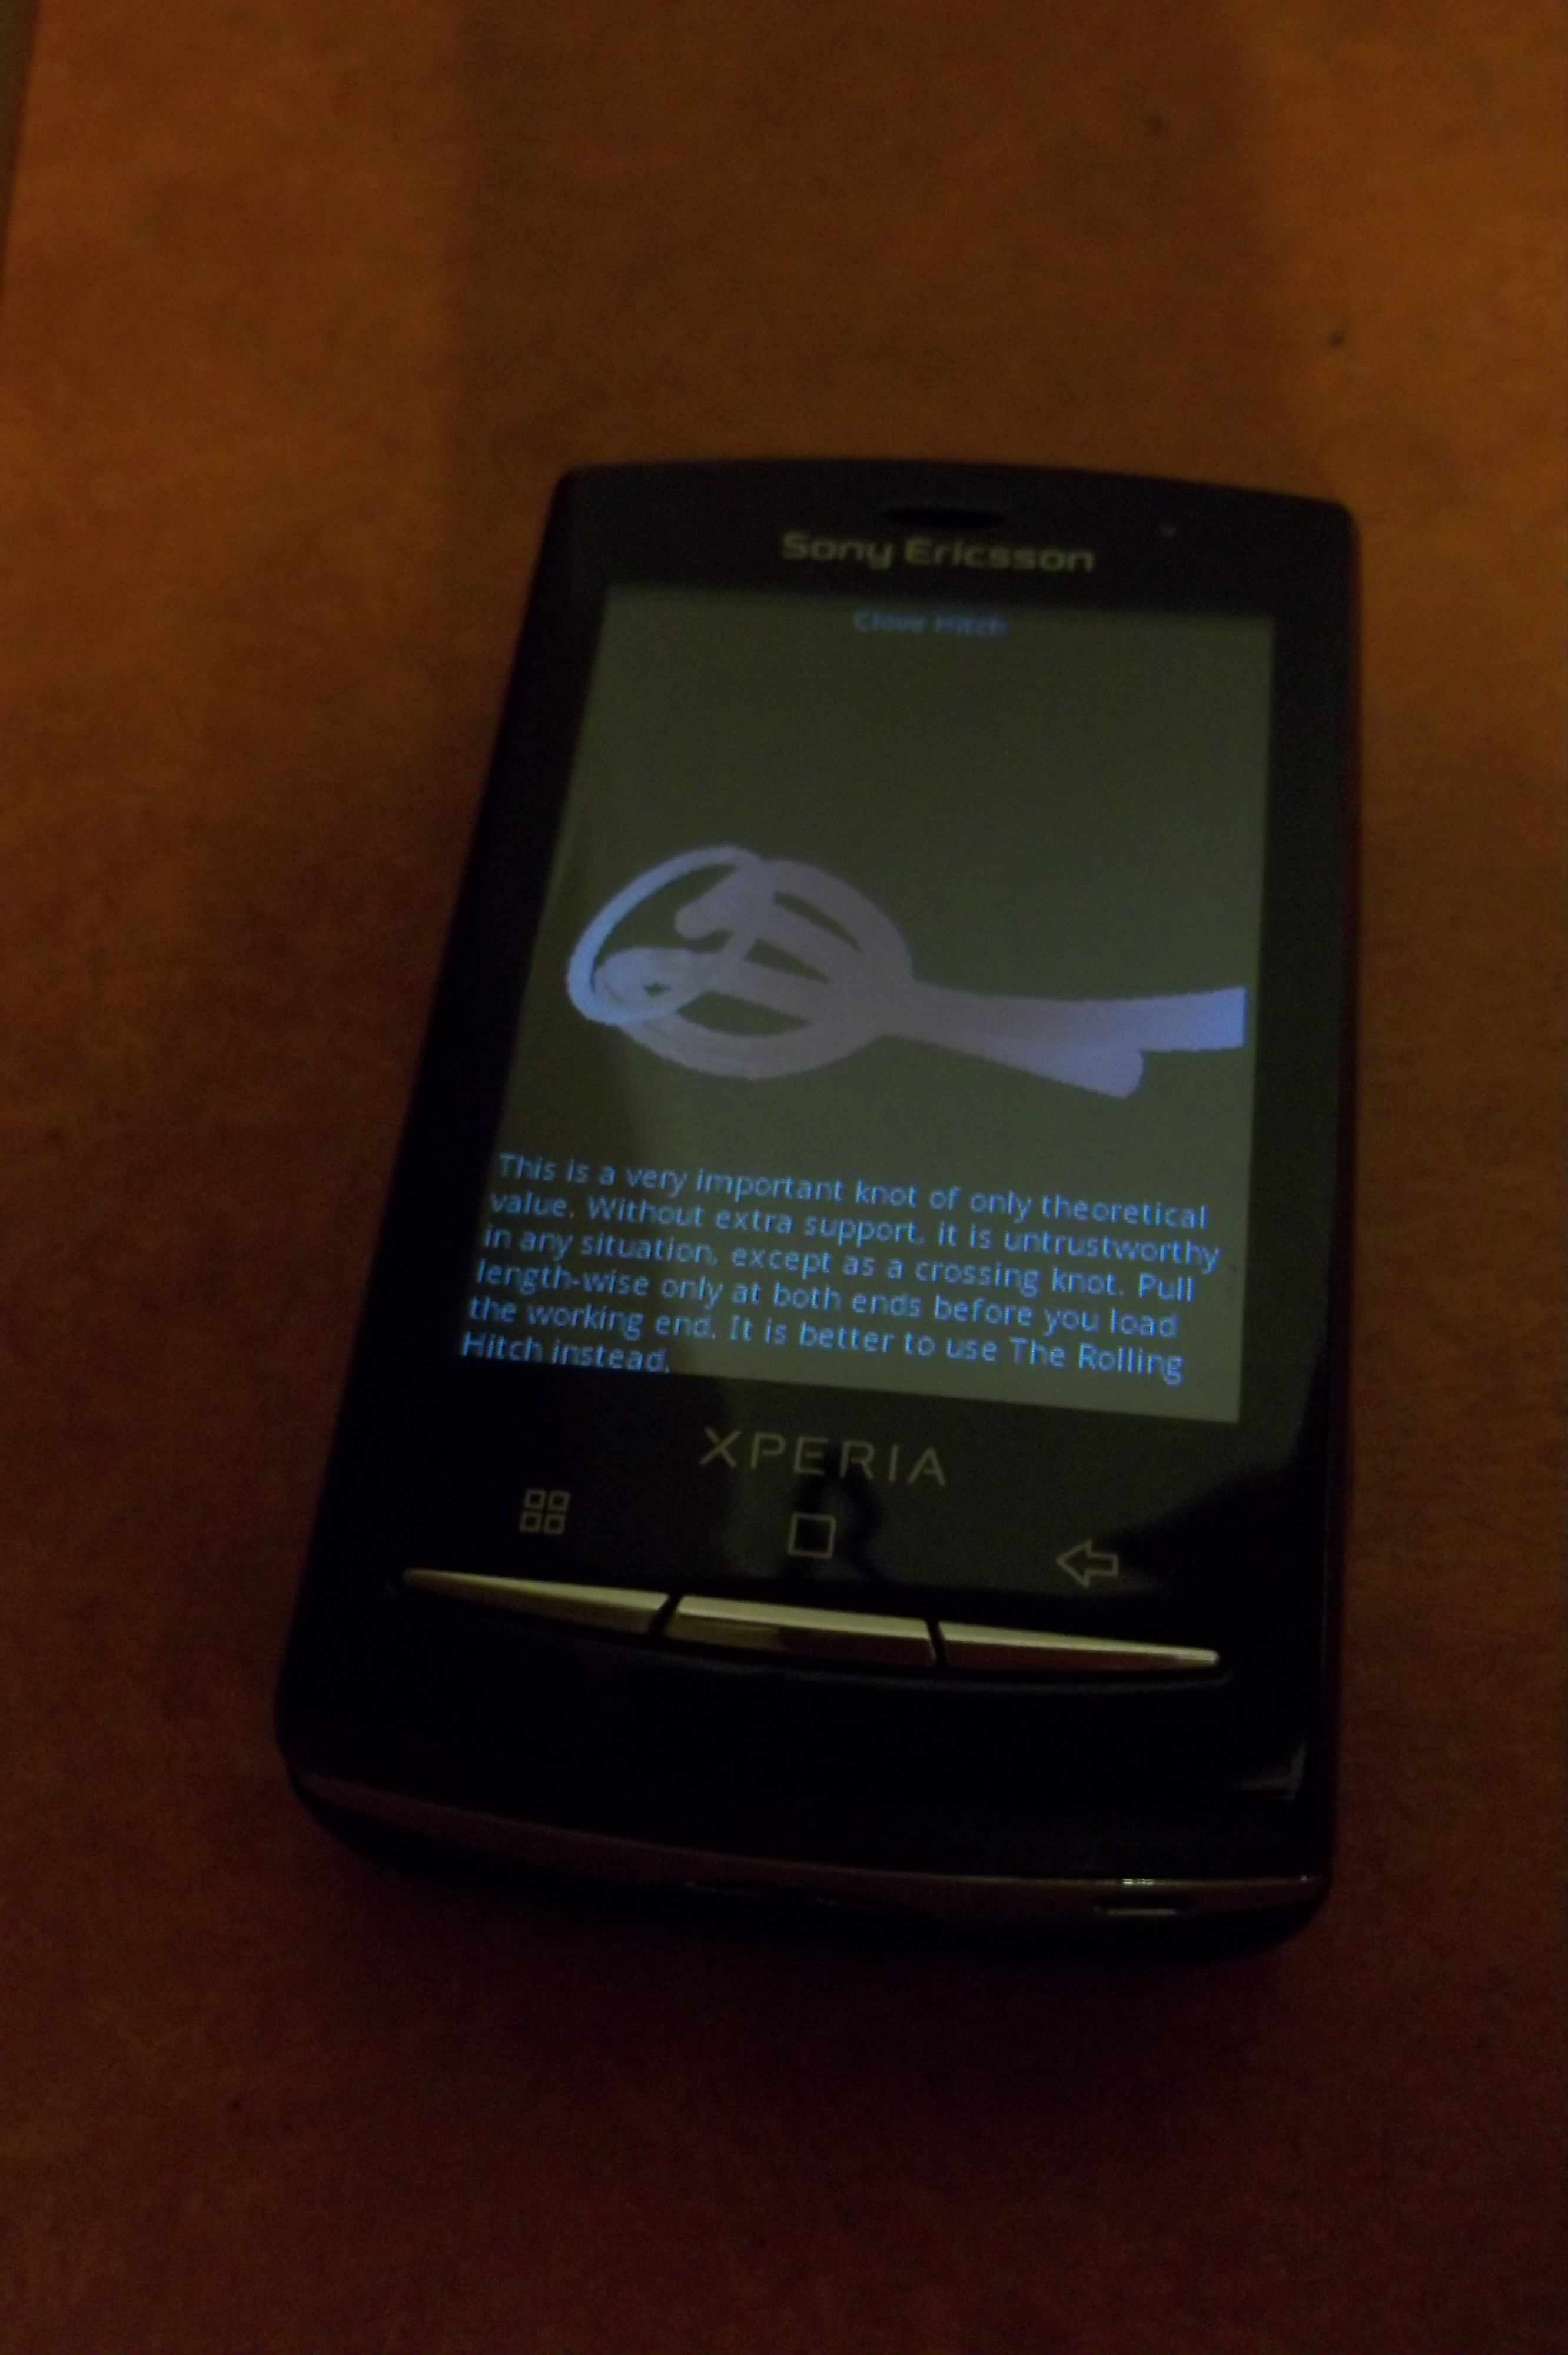 Sony Ericsson
Clove Hitch
This is a very important knot of only theoretical
value. Without extra support, it is untrustworthy
in any situation, except as a crossing knot. Pull
length-wise only at both ends before you load
the working end. It is better to use The Rolling
Hitch instead.
XPERIA